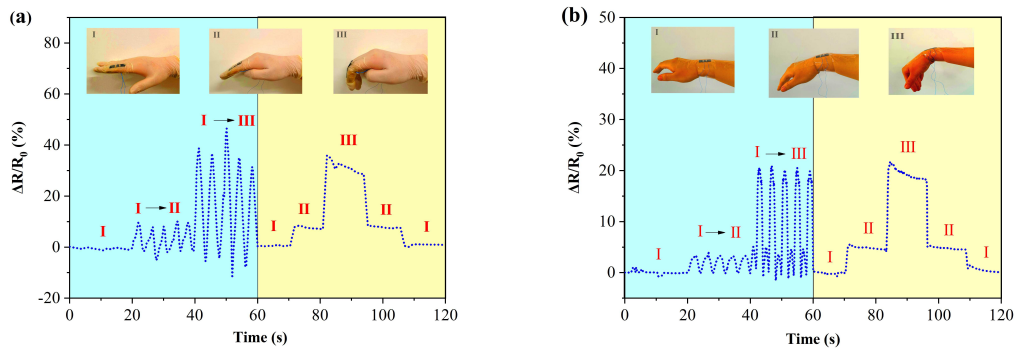 (a)
80
60
40
20
0
-20
ΔR/R0 (%)
I
II
III
I → III
III
I → II
II
II
I
I
I
0 20 40 60 80 100 120
Time (s)
(b)
50
40
30
20
10
0
ΔR/R0 (%)
I
II
III
I → III
III
I → II
II
II
I
I
I
0 20 40 60 80 100 120
Time (s)